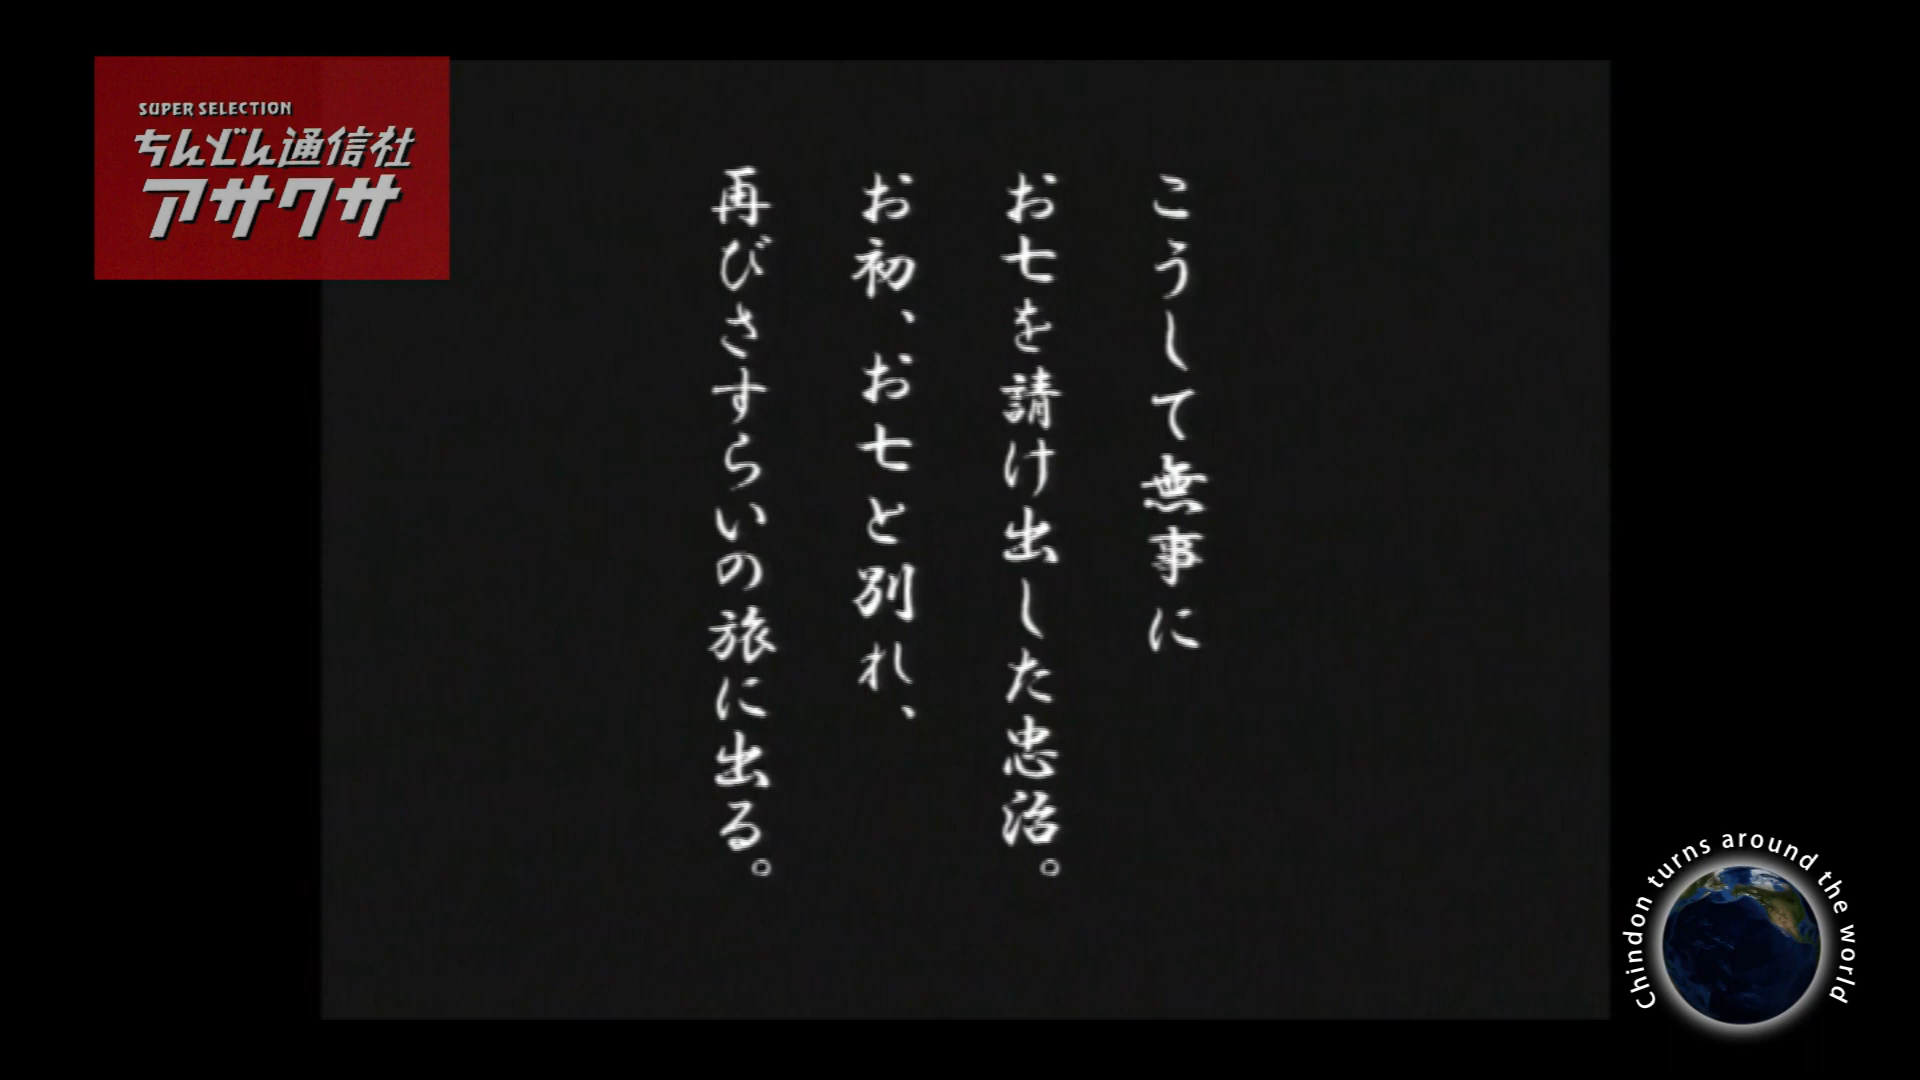 SUPER SELECTION
ちんどん通信社
アサクサ
こうして無事に
お七を請け出した忠治。
お初、お七と別れ、
再びさすらいの旅に出る。
Chindon turns around the world